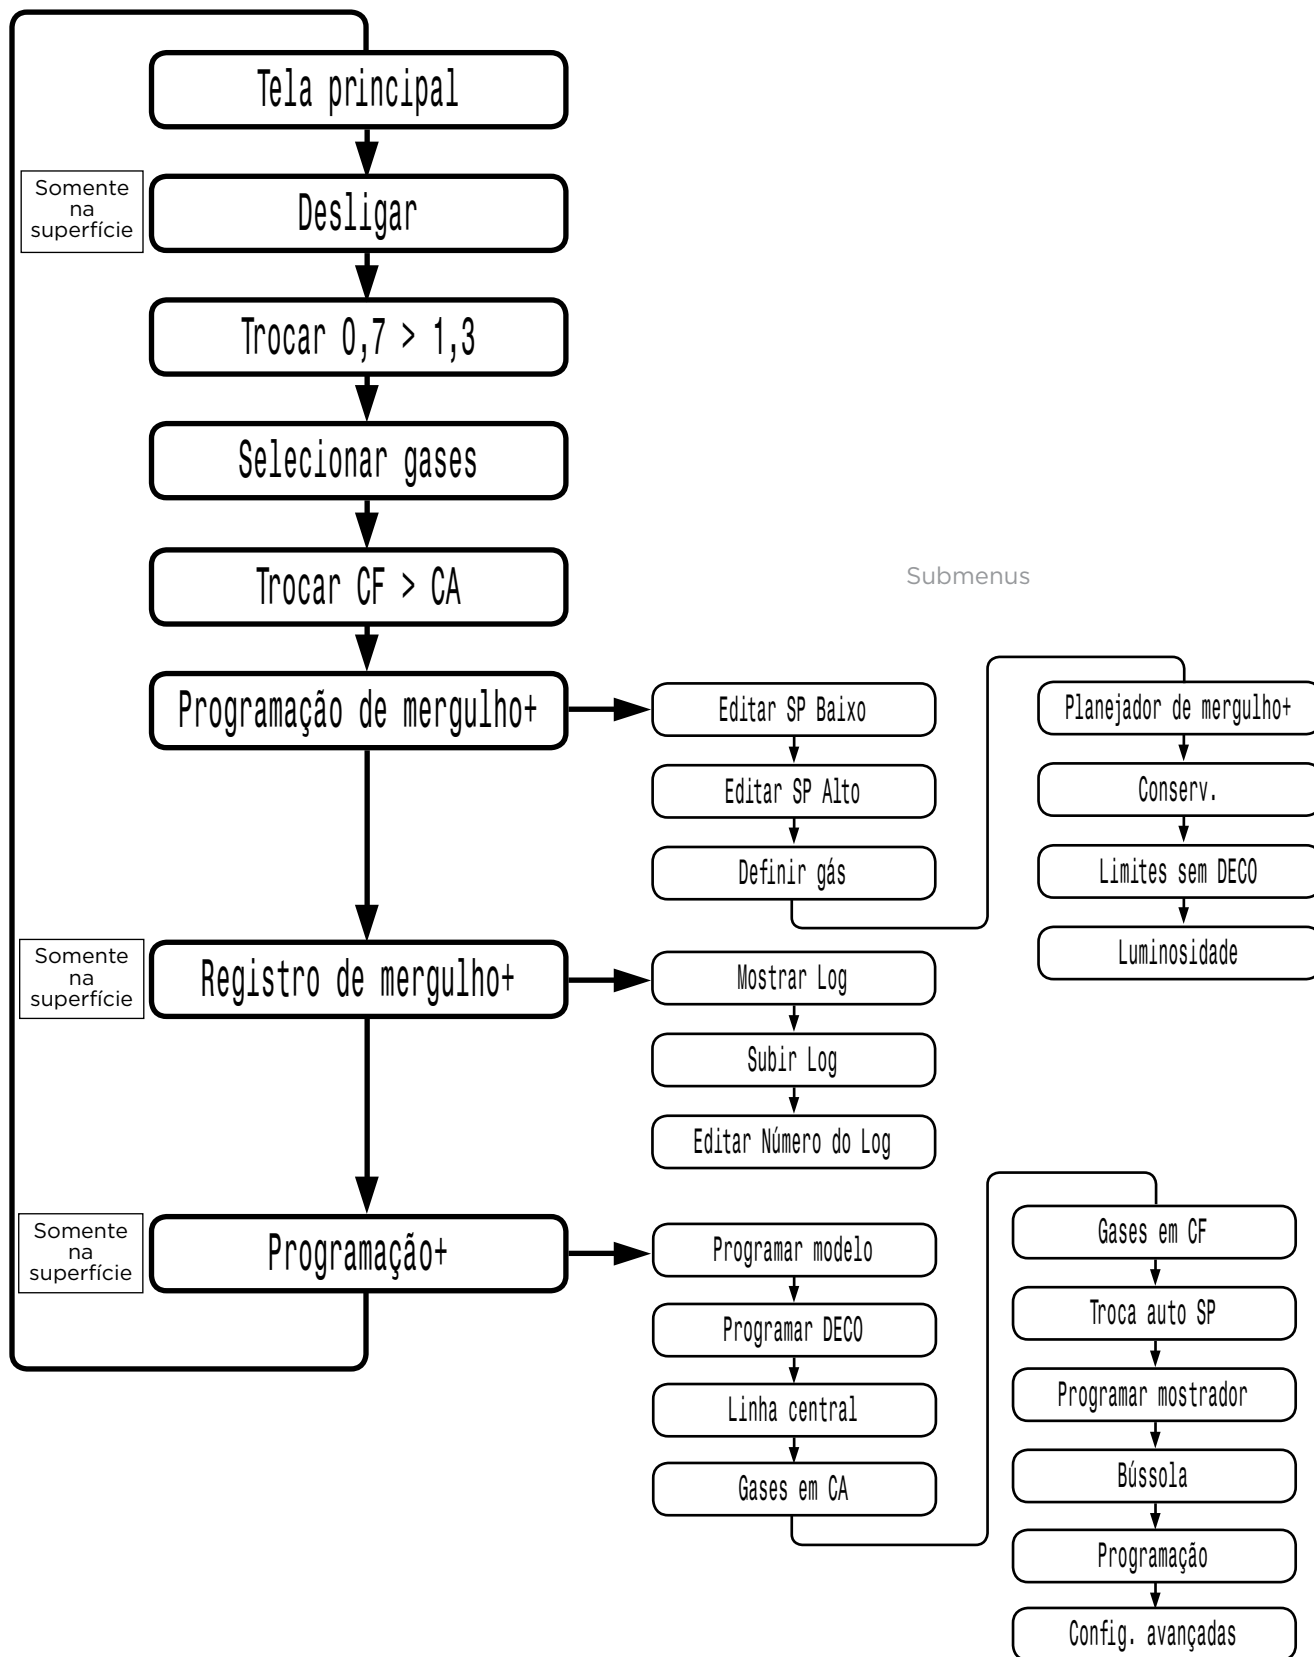 Tela principal
Somente
na
superfície
Desligar
Trocar 0,7 > 1,3
Selecionar gases
Trocar CF > CA
Submenus
Programação de mergulho+
Editar SP Baixo
Editar SP Alto
Definir gás
Planejador de mergulho+
Conserv.
Limites sem DECO
Luminosidade
Somente
na
superfície
Registro de mergulho+
Mostrar Log
Subir Log
Editar Número do Log
Somente
na
superfície
Programação+
Programar modelo
Programar DECO
Linha central
Gases em CA
Gases em CF
Troca auto SP
Programar mostrador
Bússola
Programação
Config. avançadas